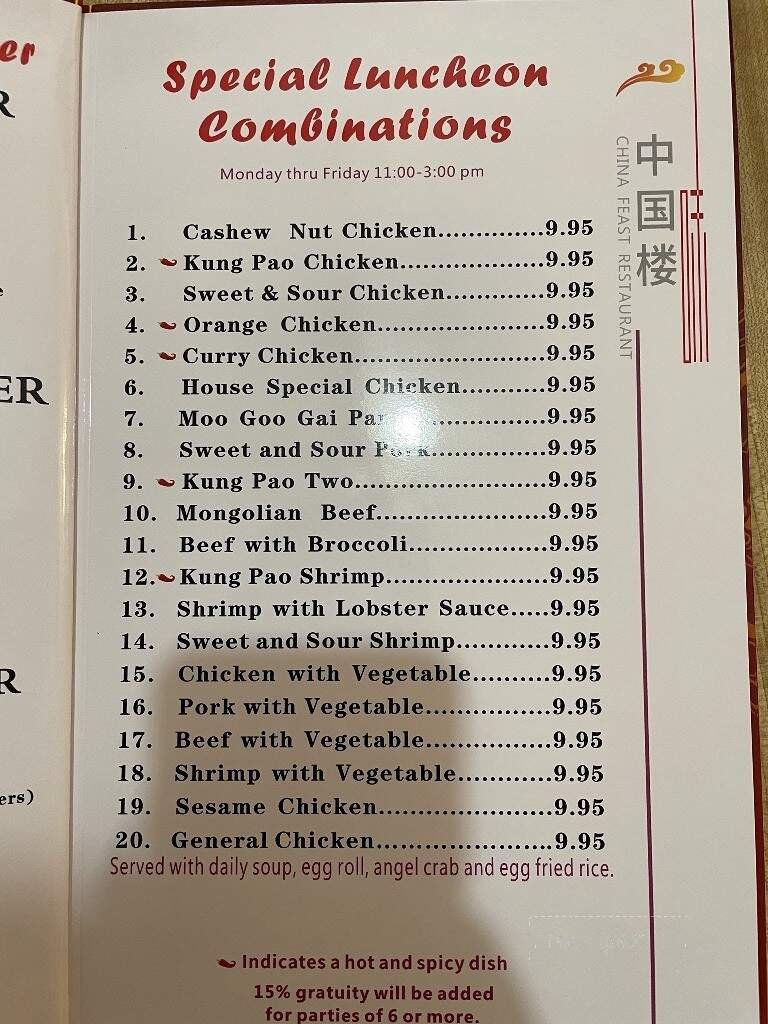 er
R
e
ER
R
ers)
Special Luncheon
Combinations
Monday thru Friday 11:00-3:00 pm
1. Cashew Nut Chicken..............9.95
2. Kung Pao Chicken...................9.95
3. Sweet & Sour Chicken.............9.95
4. Orange Chicken......................9.95
5. Curry Chicken.........................9.95
6. House Special Chicken...........9.95
7. Moo Goo Gai ...............9.95
8. Sweet and Sour Pork...............9.95
9. Kung Pao Two.........................9.95
10. Mongolian Beef......................9.95
11. Beef with Broccoli..................9.95
12. Kung Pao Shrimp.....................9.95
13. Shrimp with Lobster Sauce.....9.95
14. Sweet and Sour Shrimp............9.95
15. Chicken with Vegetable..........9.95
16. Pork with Vegetable................9.95
17. Beef with Vegetable................9.95
18. Shrimp with Vegetable............9.95
19. Sesame Chicken.......................9.95
20. General Chicken.......................9.95
Served with daily soup, egg roll, angel crab and egg fried rice.
Indicates a hot and spicy dish
15% gratuity will be added
for parties of 6 or more.
中国楼
CHINA FEAST RESTAURANT